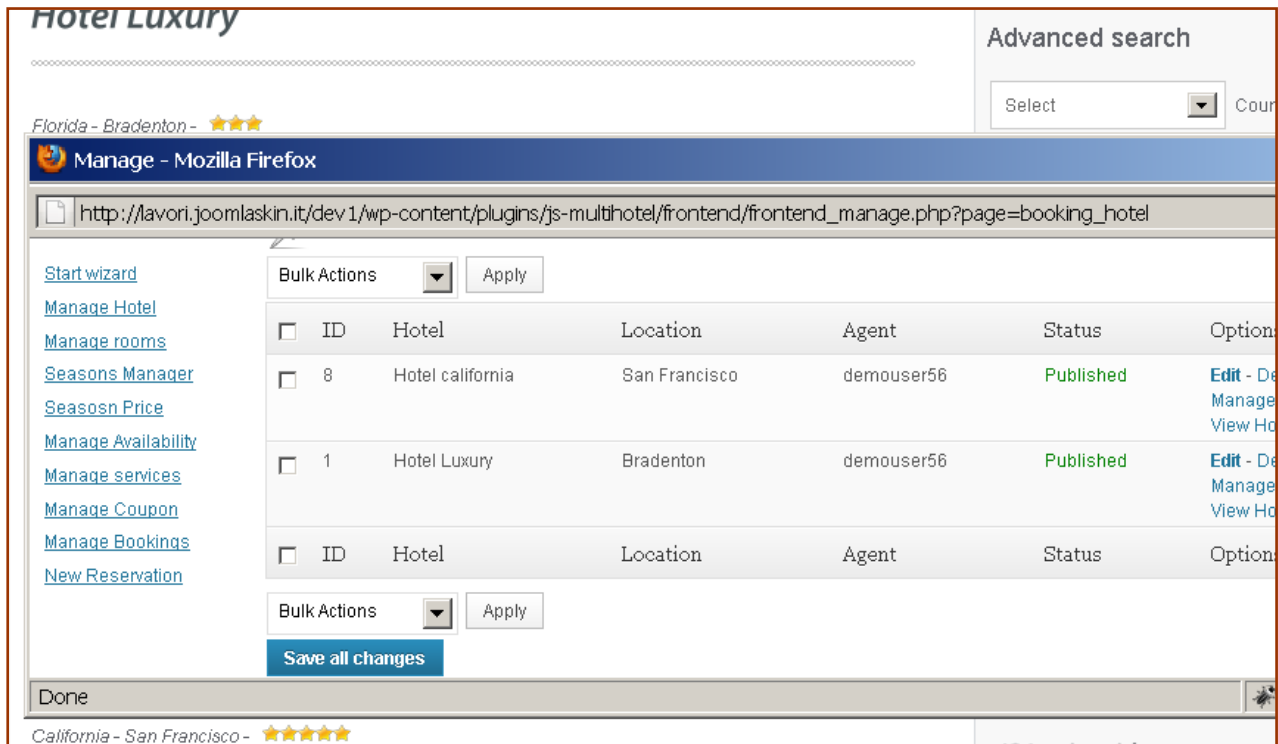 Hotel Luxury
Advanced search
Select
Florida - Bradenton -
Manage - Mozilla Firefox
http://lavori.joomlaskin.it/dev1/wp-content/plugins/js-multihotel/frontend/frontend_manage.php?page=booking_hotel
Start wizard
Manage Hotel
Manage rooms
Seasons Manager
Seasosn Price
Manage Availability
Manage services
Manage Coupon
Manage Bookings
New Reservation
Bulk Actions Apply
ID Hotel Location Agent Status
8 Hotel california San Francisco demouser56 Published Edit -
Manage
View
1 Hotel Luxury Bradenton demouser56 Published Edit -
Manage
View
ID Hotel Location Agent Status
Bulk Actions Apply
Save all changes
Done
California - San Francisco -